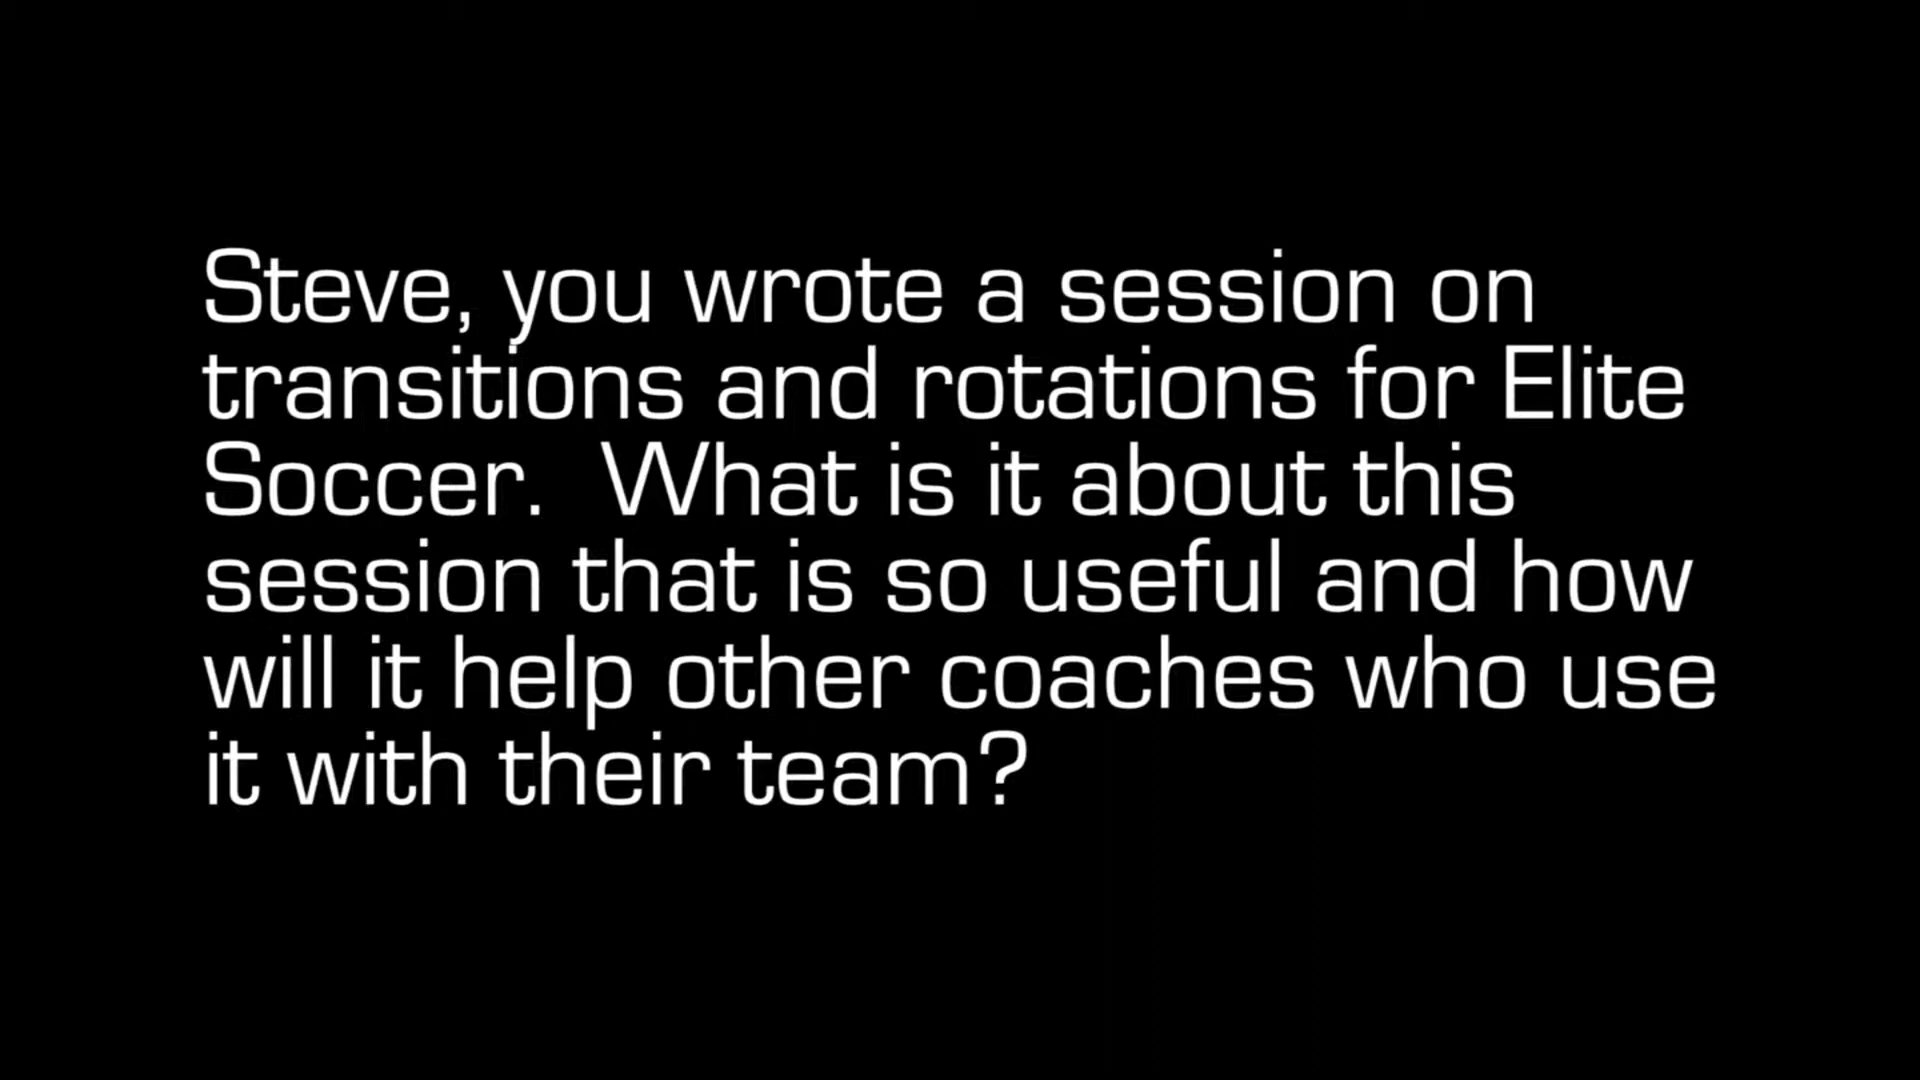 Steve, you wrote a session on
transitions and rotations for Elite
Soccer.  What is it about this
session that is so useful and how
will it help other coaches who use
it with their team?